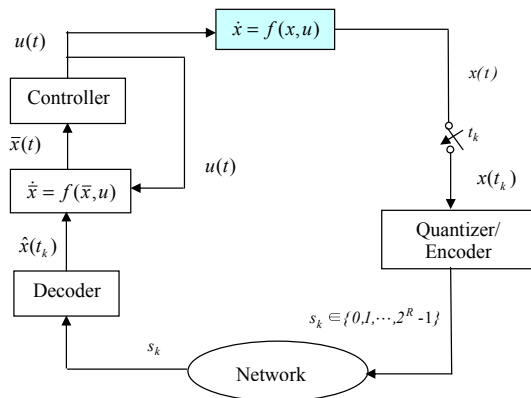 u(t)
ẋ = f(x,u)
Controller
x(t)
x̄(t)
u(t)
t_k
x̄̇ = f(x̄,u)
x(t_k)
Quantizer/
Encoder
x̂(t_k)
Decoder
s_k ∈{0,1,⋯,2^R -1}
s_k
Network